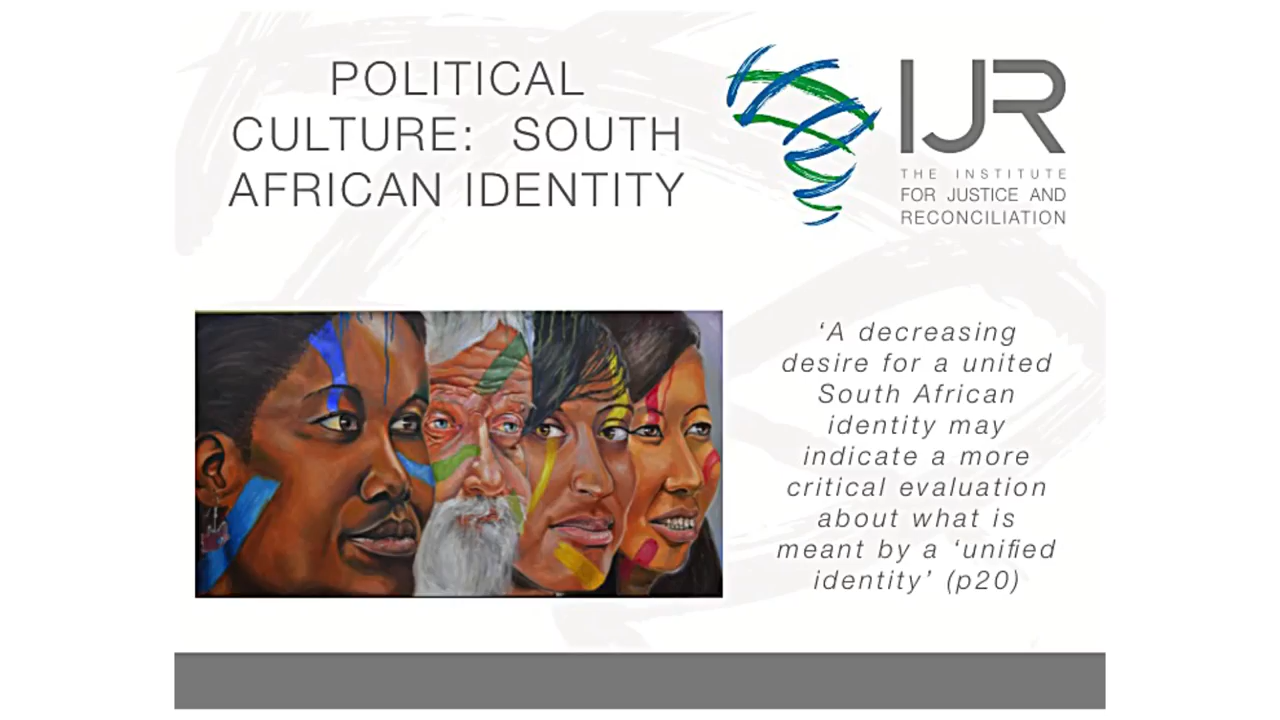 POLITICAL
CULTURE: SOUTH
AFRICAN IDENTITY
IJR
THE INSTITUTE
FOR JUSTICE AND
RECONCILIATION
‘A decreasing
desire for a united
South African
identity may
indicate a more
critical evaluation
about what is
meant by a ‘unified
identity’ (p20)